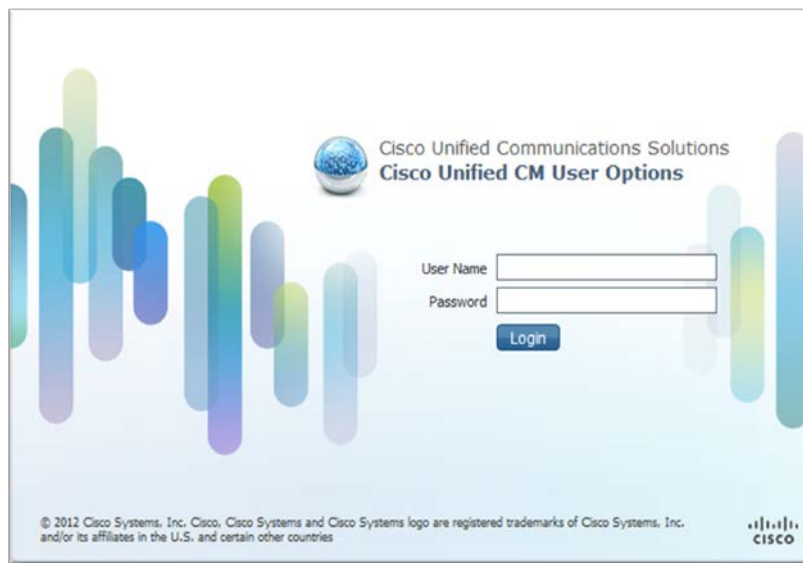 Cisco Unified Communications Solutions
Cisco Unified CM User Options
User Name
Password
Login
© 2012 Cisco Systems, Inc. Cisco, Cisco Systems and Cisco Systems logo are registered trademarks of Cisco Systems, Inc.
and/or its affiliates in the U.S. and certain other countries
CISCO